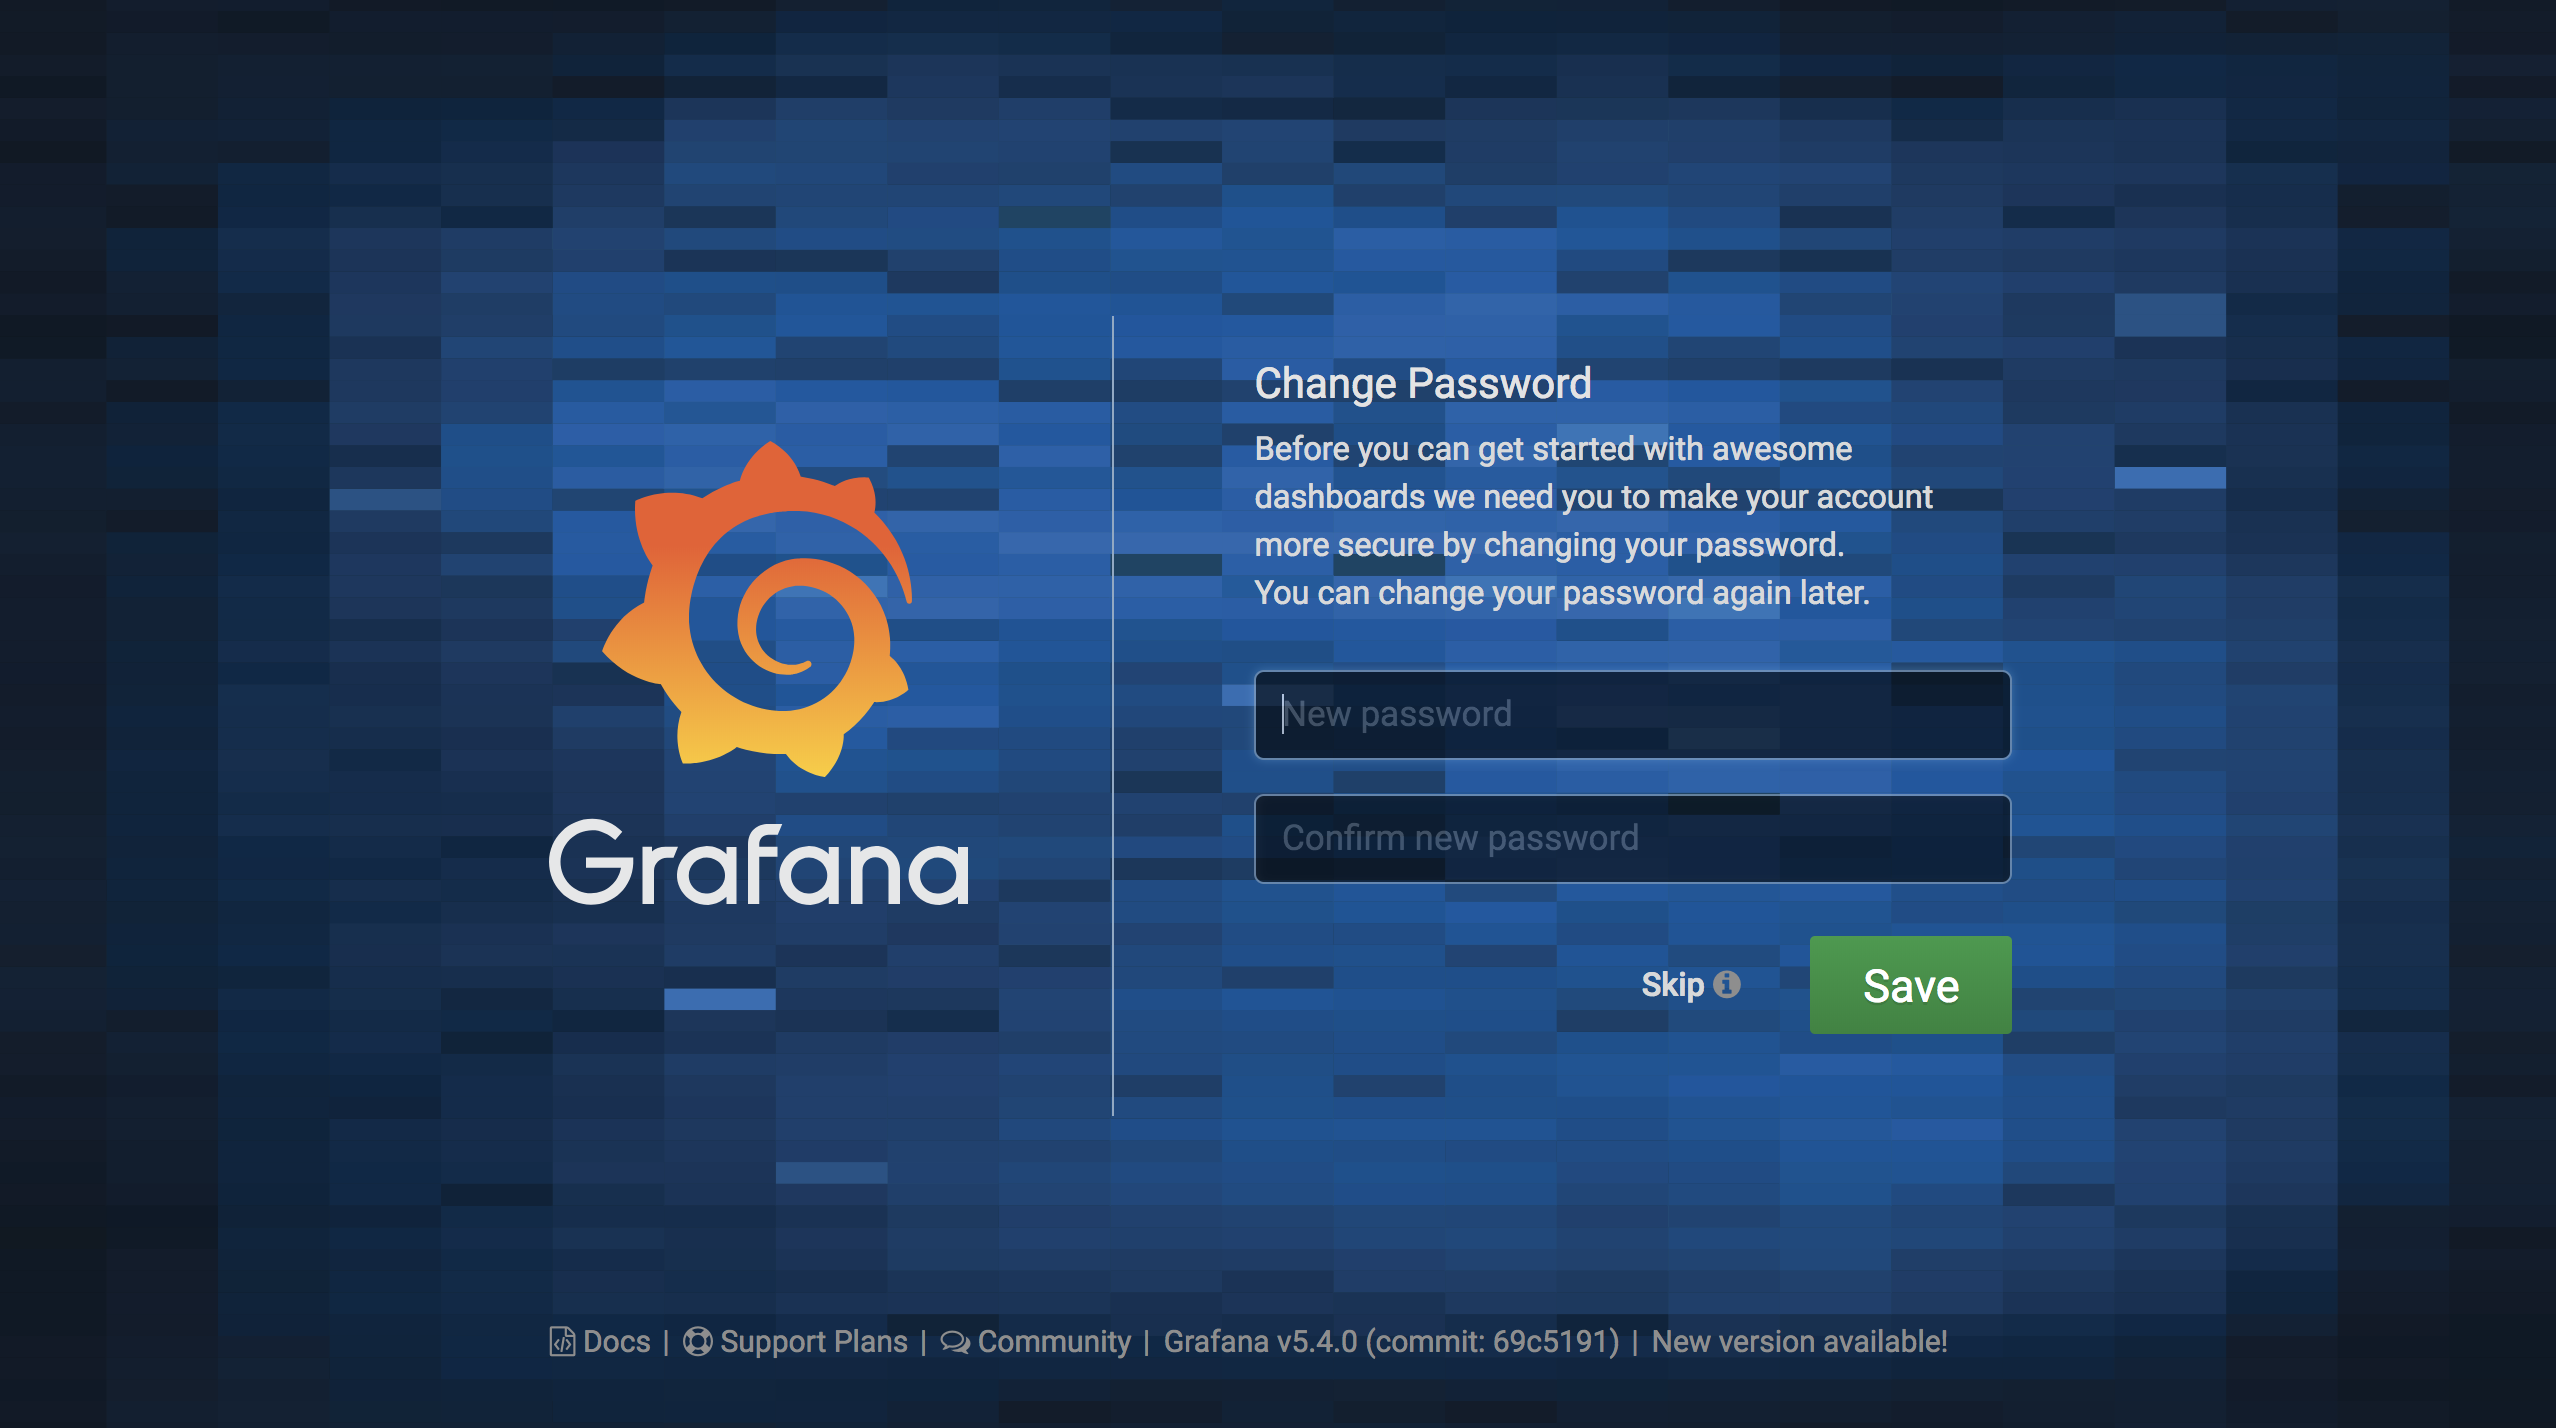 Grafana
Change Password
Before you can get started with awesome
dashboards we need you to make your account
more secure by changing your password.
You can change your password again later.
New password
Confirm new password
Skip
Save
Docs | Support Plans | Community | Grafana v5.4.0 (commit: 69c5191) | New version available!